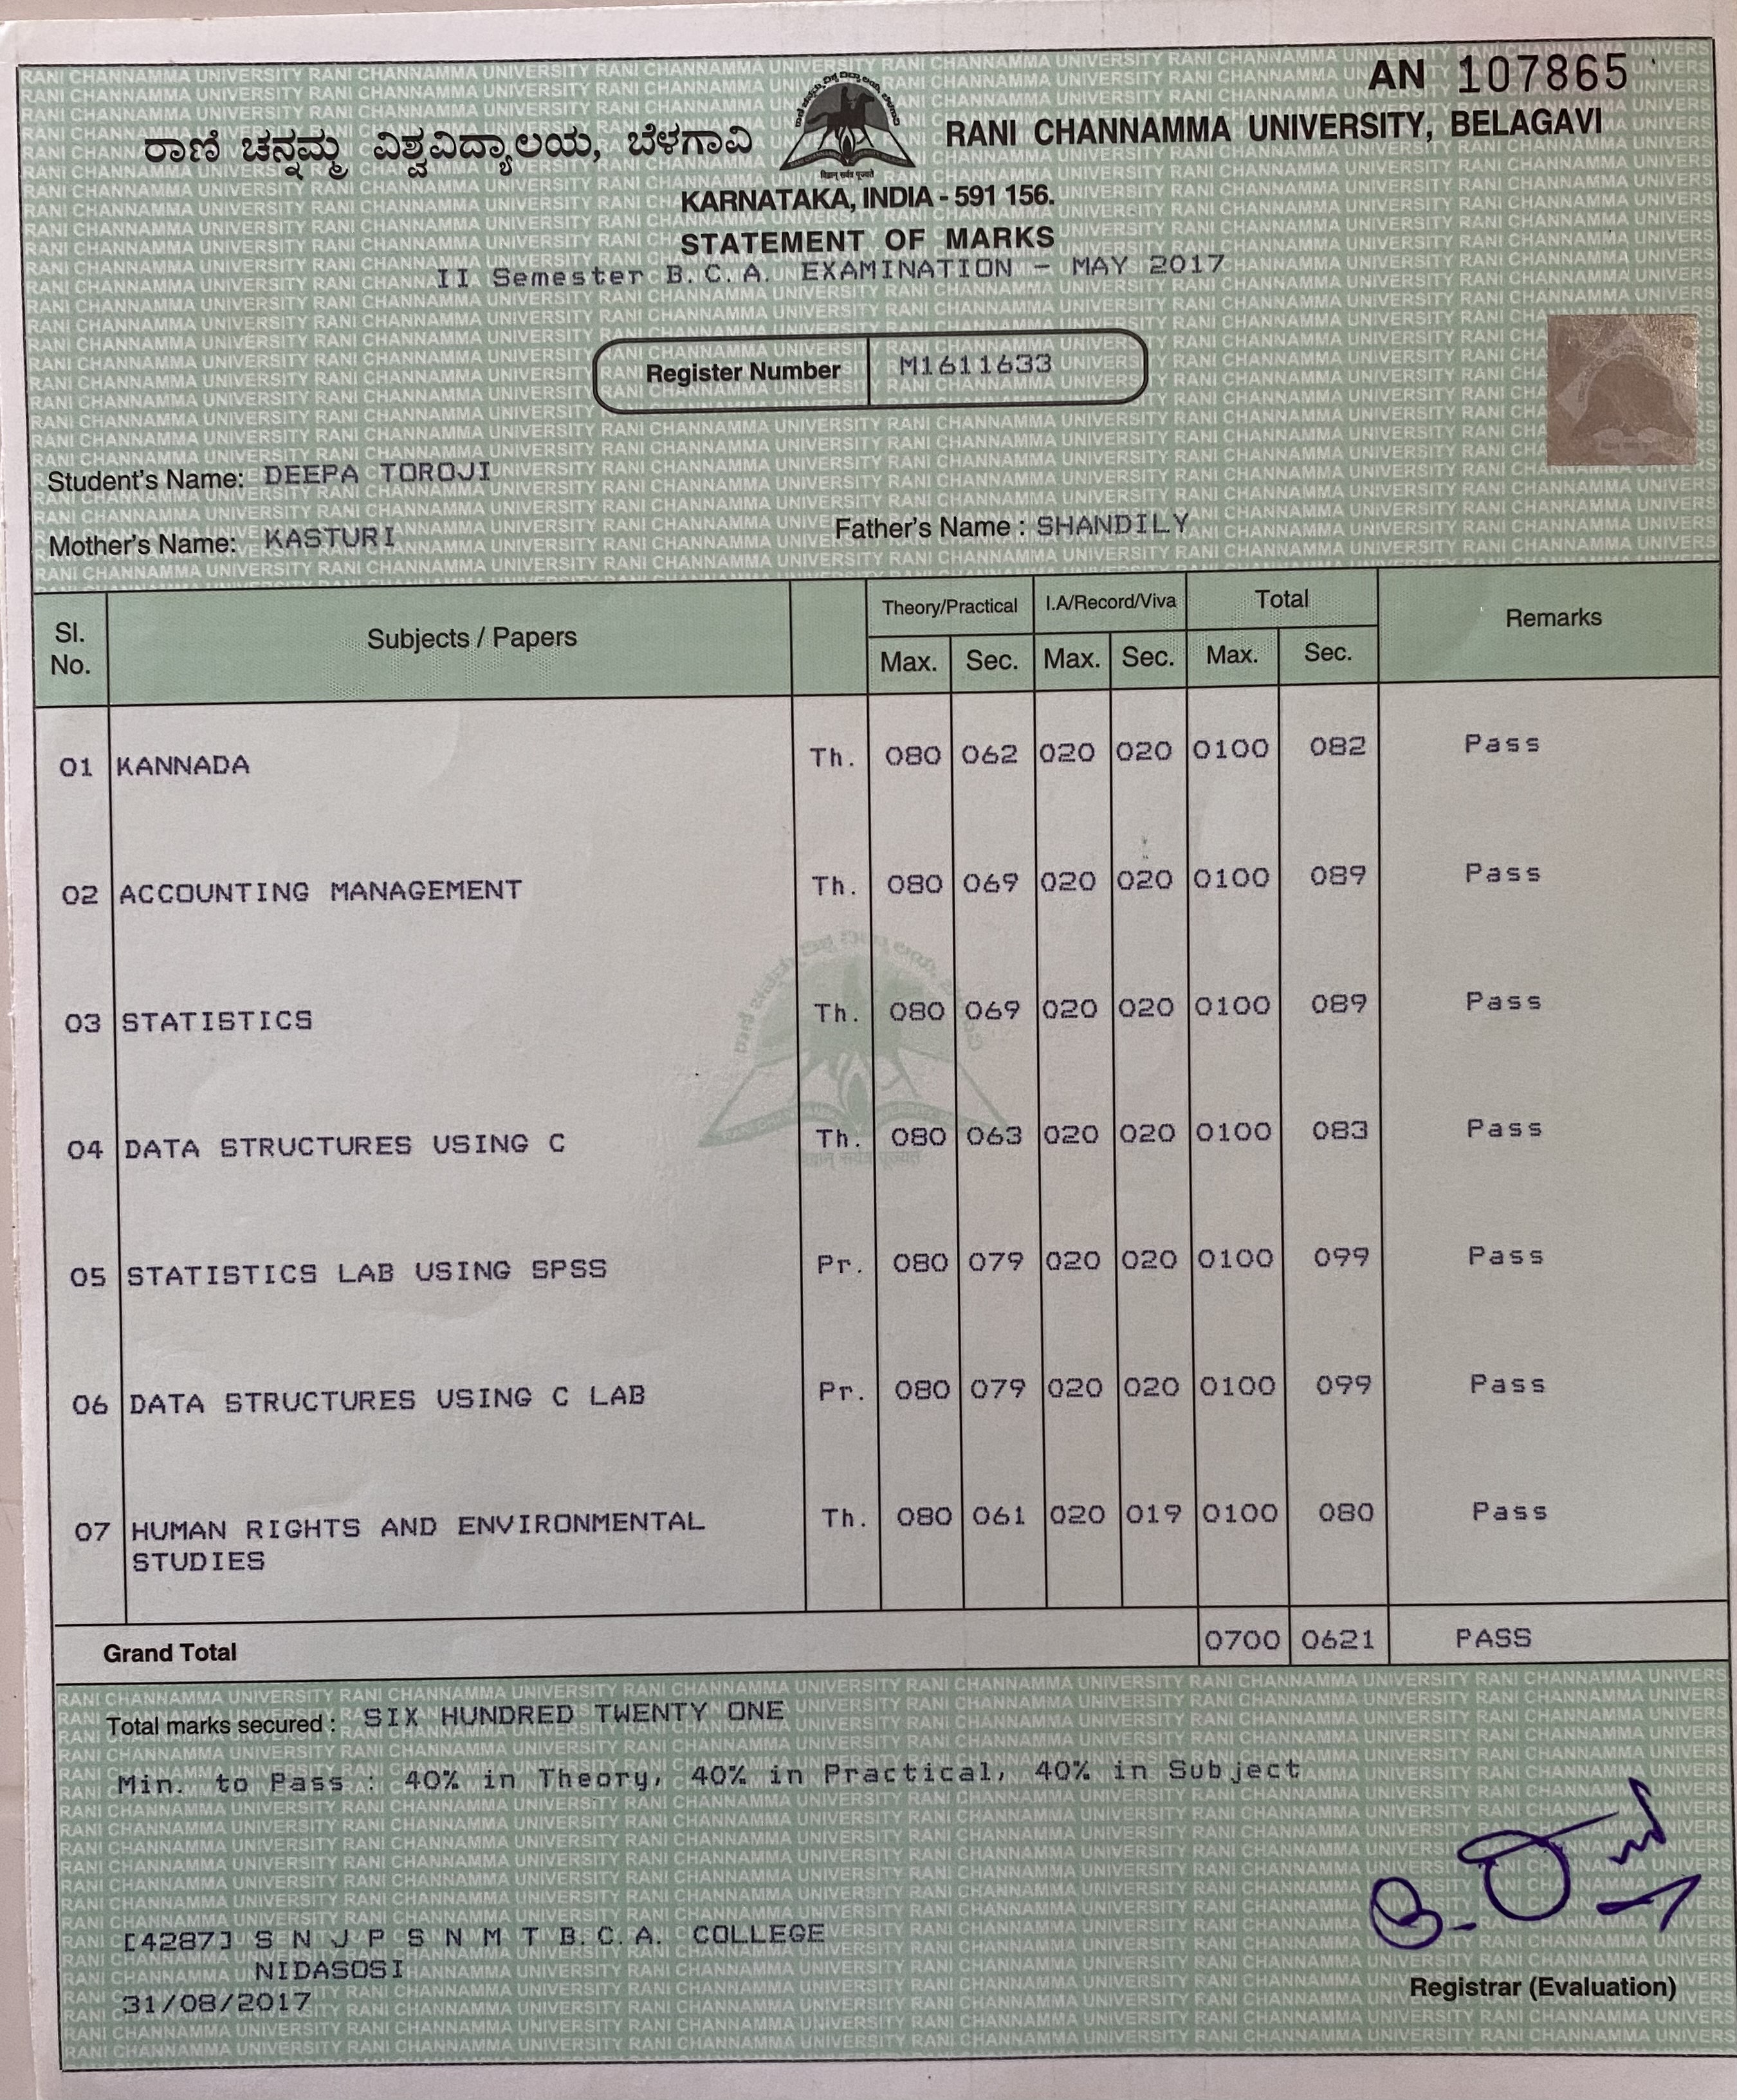 AN 107865
ರಾಣಿ ಚನ್ನಮ್ಮ ವಿಶ್ವವಿದ್ಯಾಲಯ, ಬೆಳಗಾವಿ
RANI CHANNAMMA UNIVERSITY, BELAGAVI
KARNATAKA, INDIA - 591 156.
STATEMENT OF MARKS
II Semester B.C.A. EXAMINATION - MAY 2017
Register Number M1611633
Student's Name: DEEPA TOROJI
Mother's Name: KASTURI Father's Name : SHANDILY
Sl. No. Subjects / Papers Theory/Practical I.A/Record/Viva Total Remarks
Max. Sec. Max. Sec. Max. Sec.
01 KANNADA Th. 080 062 020 020 0100 082 Pass
02 ACCOUNTING MANAGEMENT Th. 080 069 020 020 0100 089 Pass
03 STATISTICS Th. 080 069 020 020 0100 089 Pass
04 DATA STRUCTURES USING C Th. 080 063 020 020 0100 083 Pass
05 STATISTICS LAB USING SPSS Pr. 080 079 020 020 0100 099 Pass
06 DATA STRUCTURES USING C LAB Pr. 080 079 020 020 0100 099 Pass
07 HUMAN RIGHTS AND ENVIRONMENTAL Th. 080 061 020 019 0100 080 Pass
STUDIES
Grand Total 0700 0621 PASS
Total marks secured : SIX HUNDRED TWENTY ONE
Min. to Pass : 40% in Theory, 40% in Practical, 40% in Subject
[4287] S N J P S N M T B.C.A. COLLEGE
NIDASOSI
31/08/2017
Registrar (Evaluation)